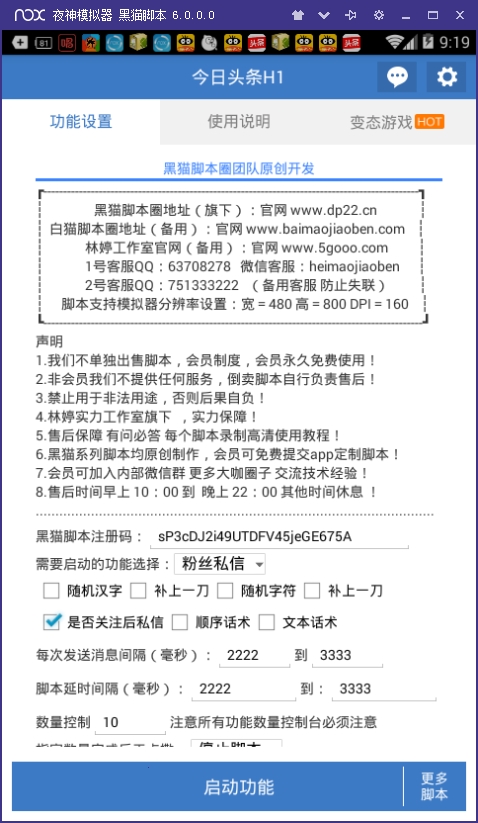 nox 夜神模拟器 黑猫脚本 6.0.0.0
81 头条 头条 9:19
今日头条H1
功能设置 使用说明 变态游戏 HOT
黑猫脚本圈团队原创开发
黑猫脚本圈地址（旗下）：官网 www.dp22.cn
白猫脚本圈地址（备用）：官网 www.baimaojiaoben.com
林婷工作室官网（备用）：官网 www.5gooo.com
1号客服QQ：63708278 微信客服：heimaojiaoben
2号客服QQ：751333222 （备用客服 防止失联）
脚本支持模拟器分辨率设置：宽 = 480 高 = 800 DPI = 160
声明
1.我们不单独出售脚本，会员制度，会员永久免费使用！
2.非会员我们不提供任何服务，倒卖脚本自行负责售后！
3.禁止用于非法用途，否则后果自负！
4.林婷实力工作室旗下 ，实力保障！
5.售后保障 有问必答 每个脚本录制高清使用教程！
6.黑猫系列脚本均原创制作，会员可免费提交app定制脚本！
7.会员可加入内部微信群 更多大咖圈子 交流技术经验！
8.售后时间早上 10：00 到 晚上 22：00 其他时间休息 ！
黑猫脚本注册码： sP3cDJ2i49UTDFV45jeGE675A
需要启动的功能选择：粉丝私信
随机汉字 补上一刀 随机字符 补上一刀
是否关注后私信 顺序话术 文本话术
每次发送消息间隔（毫秒）： 2222 到 3333
脚本延时间隔（毫秒）： 2222 到： 3333
数量控制 10 注意所有功能数量控制台必须注意
启动功能 更多
脚本